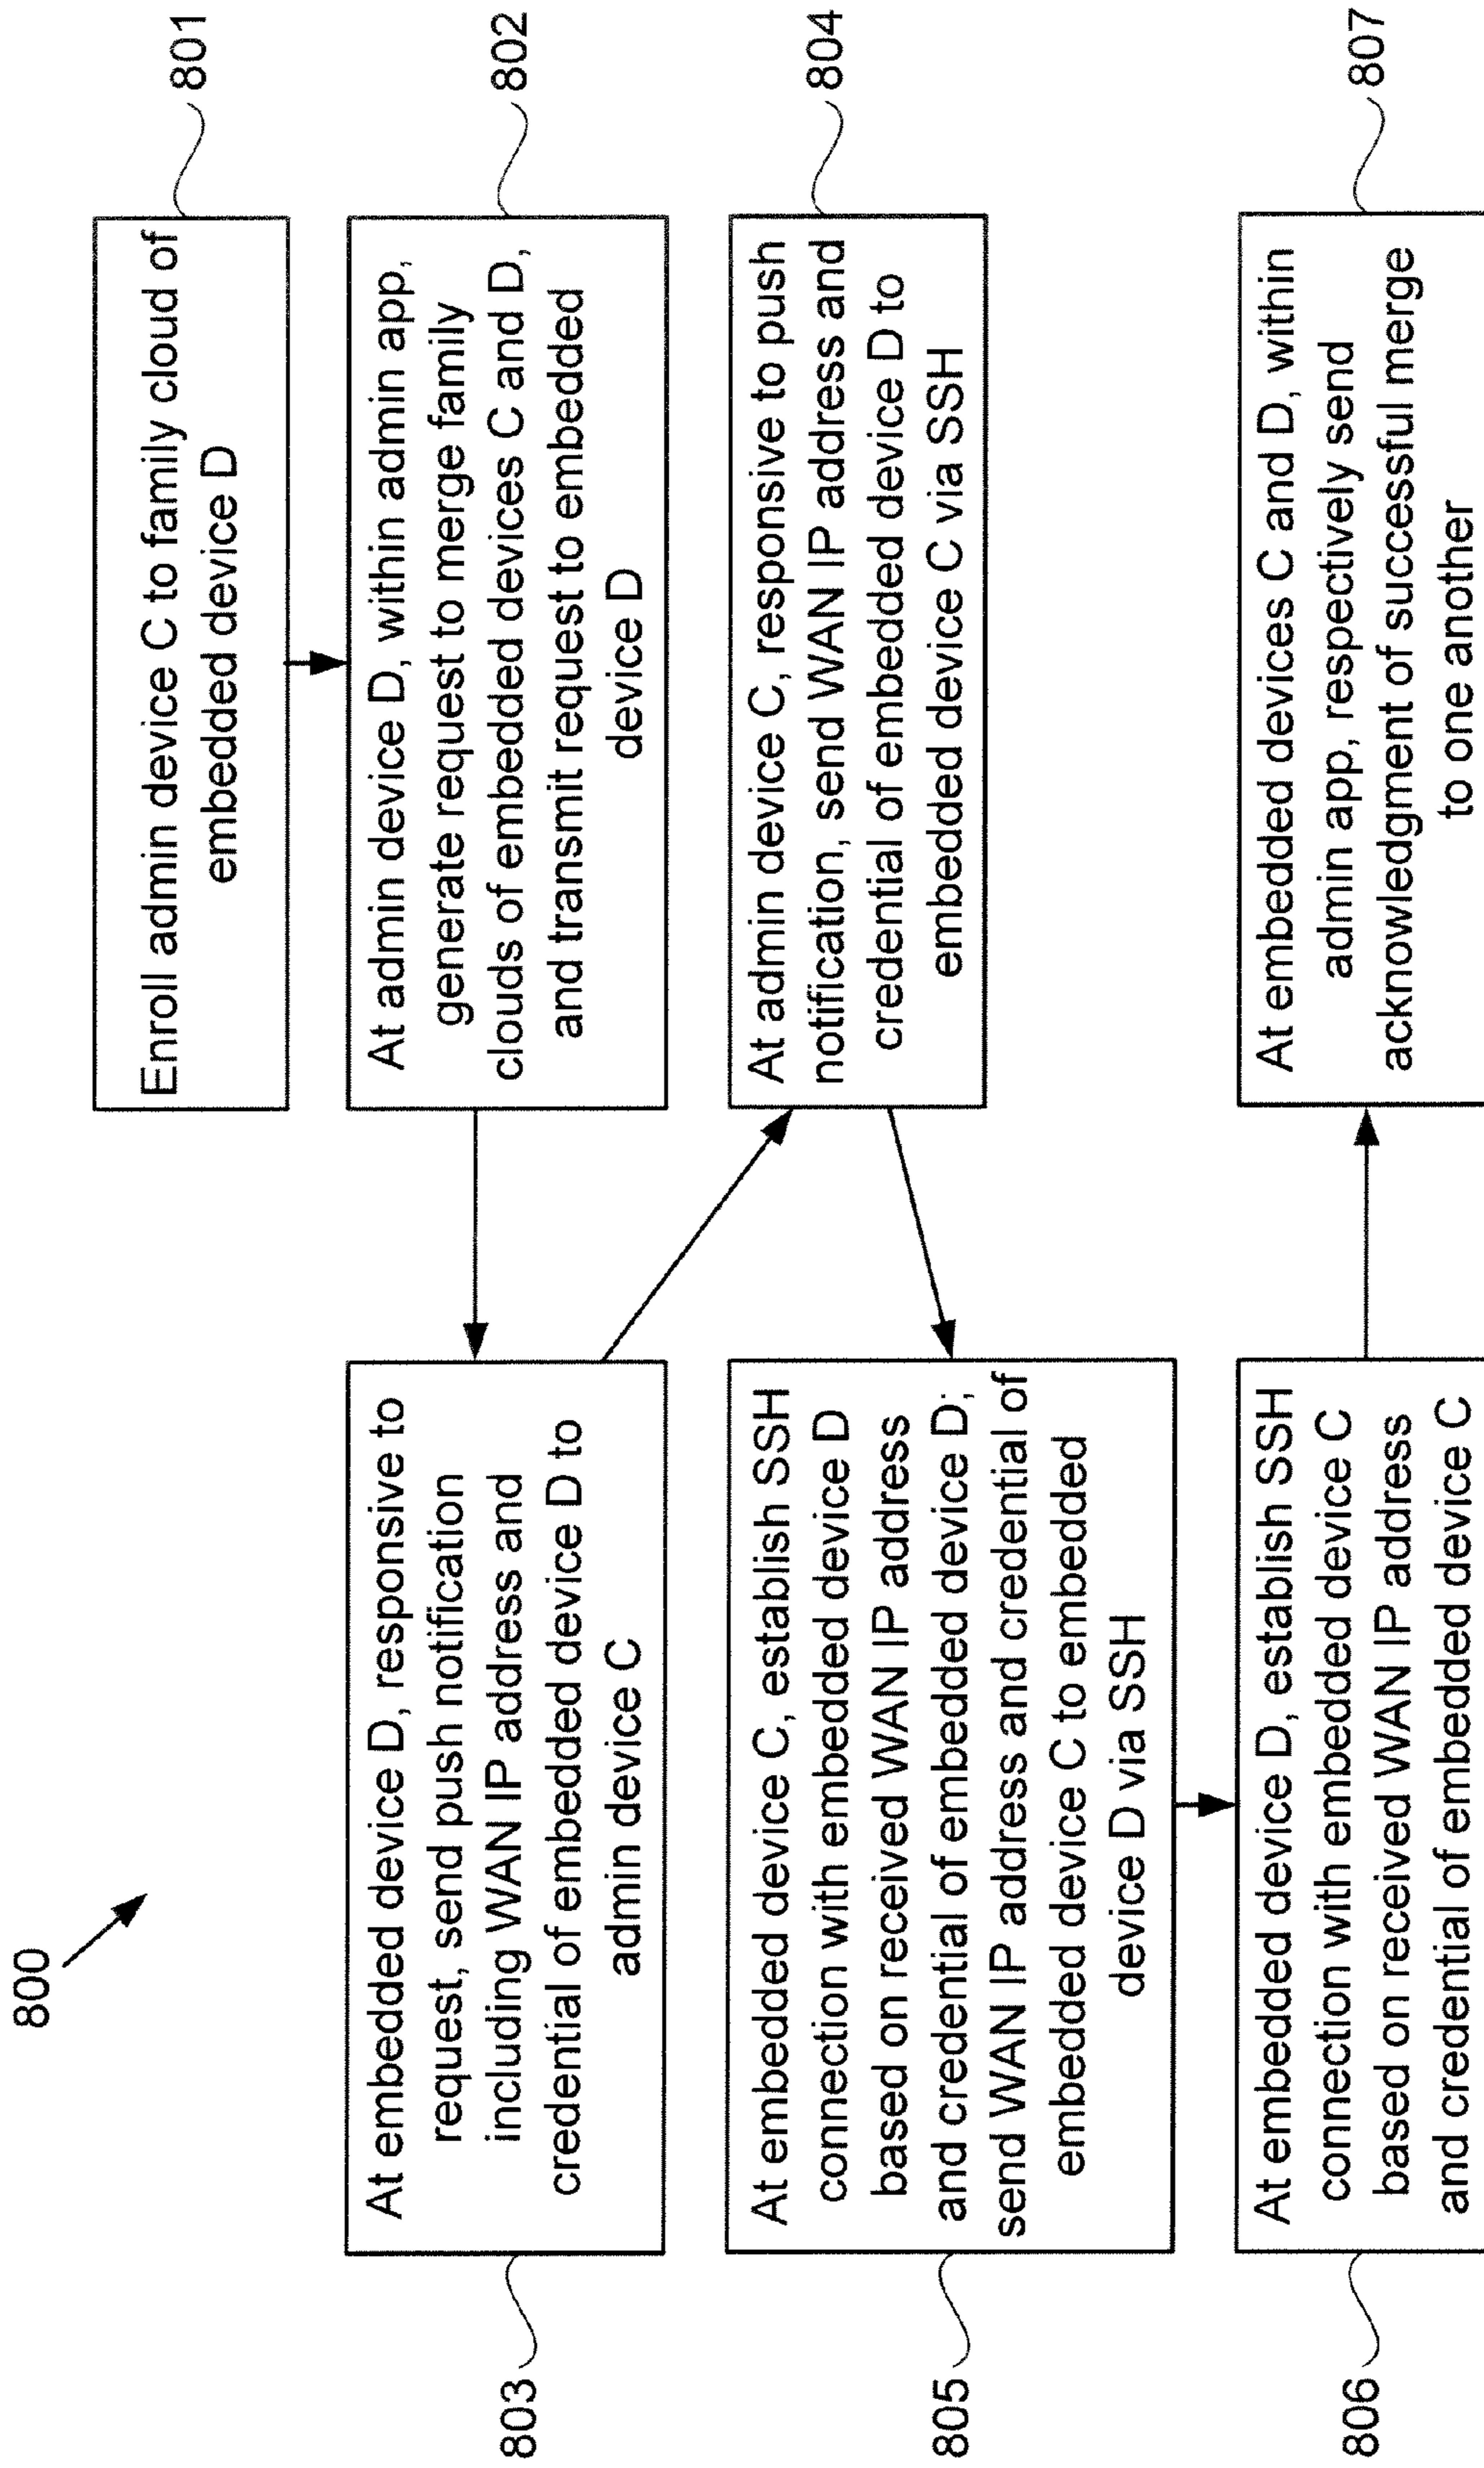 800
Enroll admin device C to family cloud of
embedded device D
801
At admin device D, within admin app,
generate request to merge family
clouds of embedded devices C and D,
and transmit request to embedded
device D
802
At embedded device D, responsive to
request, send push notification
including WAN IP address and
credential of embedded device D to
admin device C
803
At admin device C, responsive to push
notification, send WAN IP address and
credential of embedded device D to
embedded device C via SSH
804
At embedded device C, establish SSH
connection with embedded device D
based on received WAN IP address
and credential of embedded device D;
send WAN IP address and credential of
embedded device C to embedded
device D via SSH
805
At embedded device D, establish SSH
connection with embedded device C
based on received WAN IP address
and credential of embedded device C
806
At embedded devices C and D, within
admin app, respectively send
acknowledgment of successful merge
to one another
807